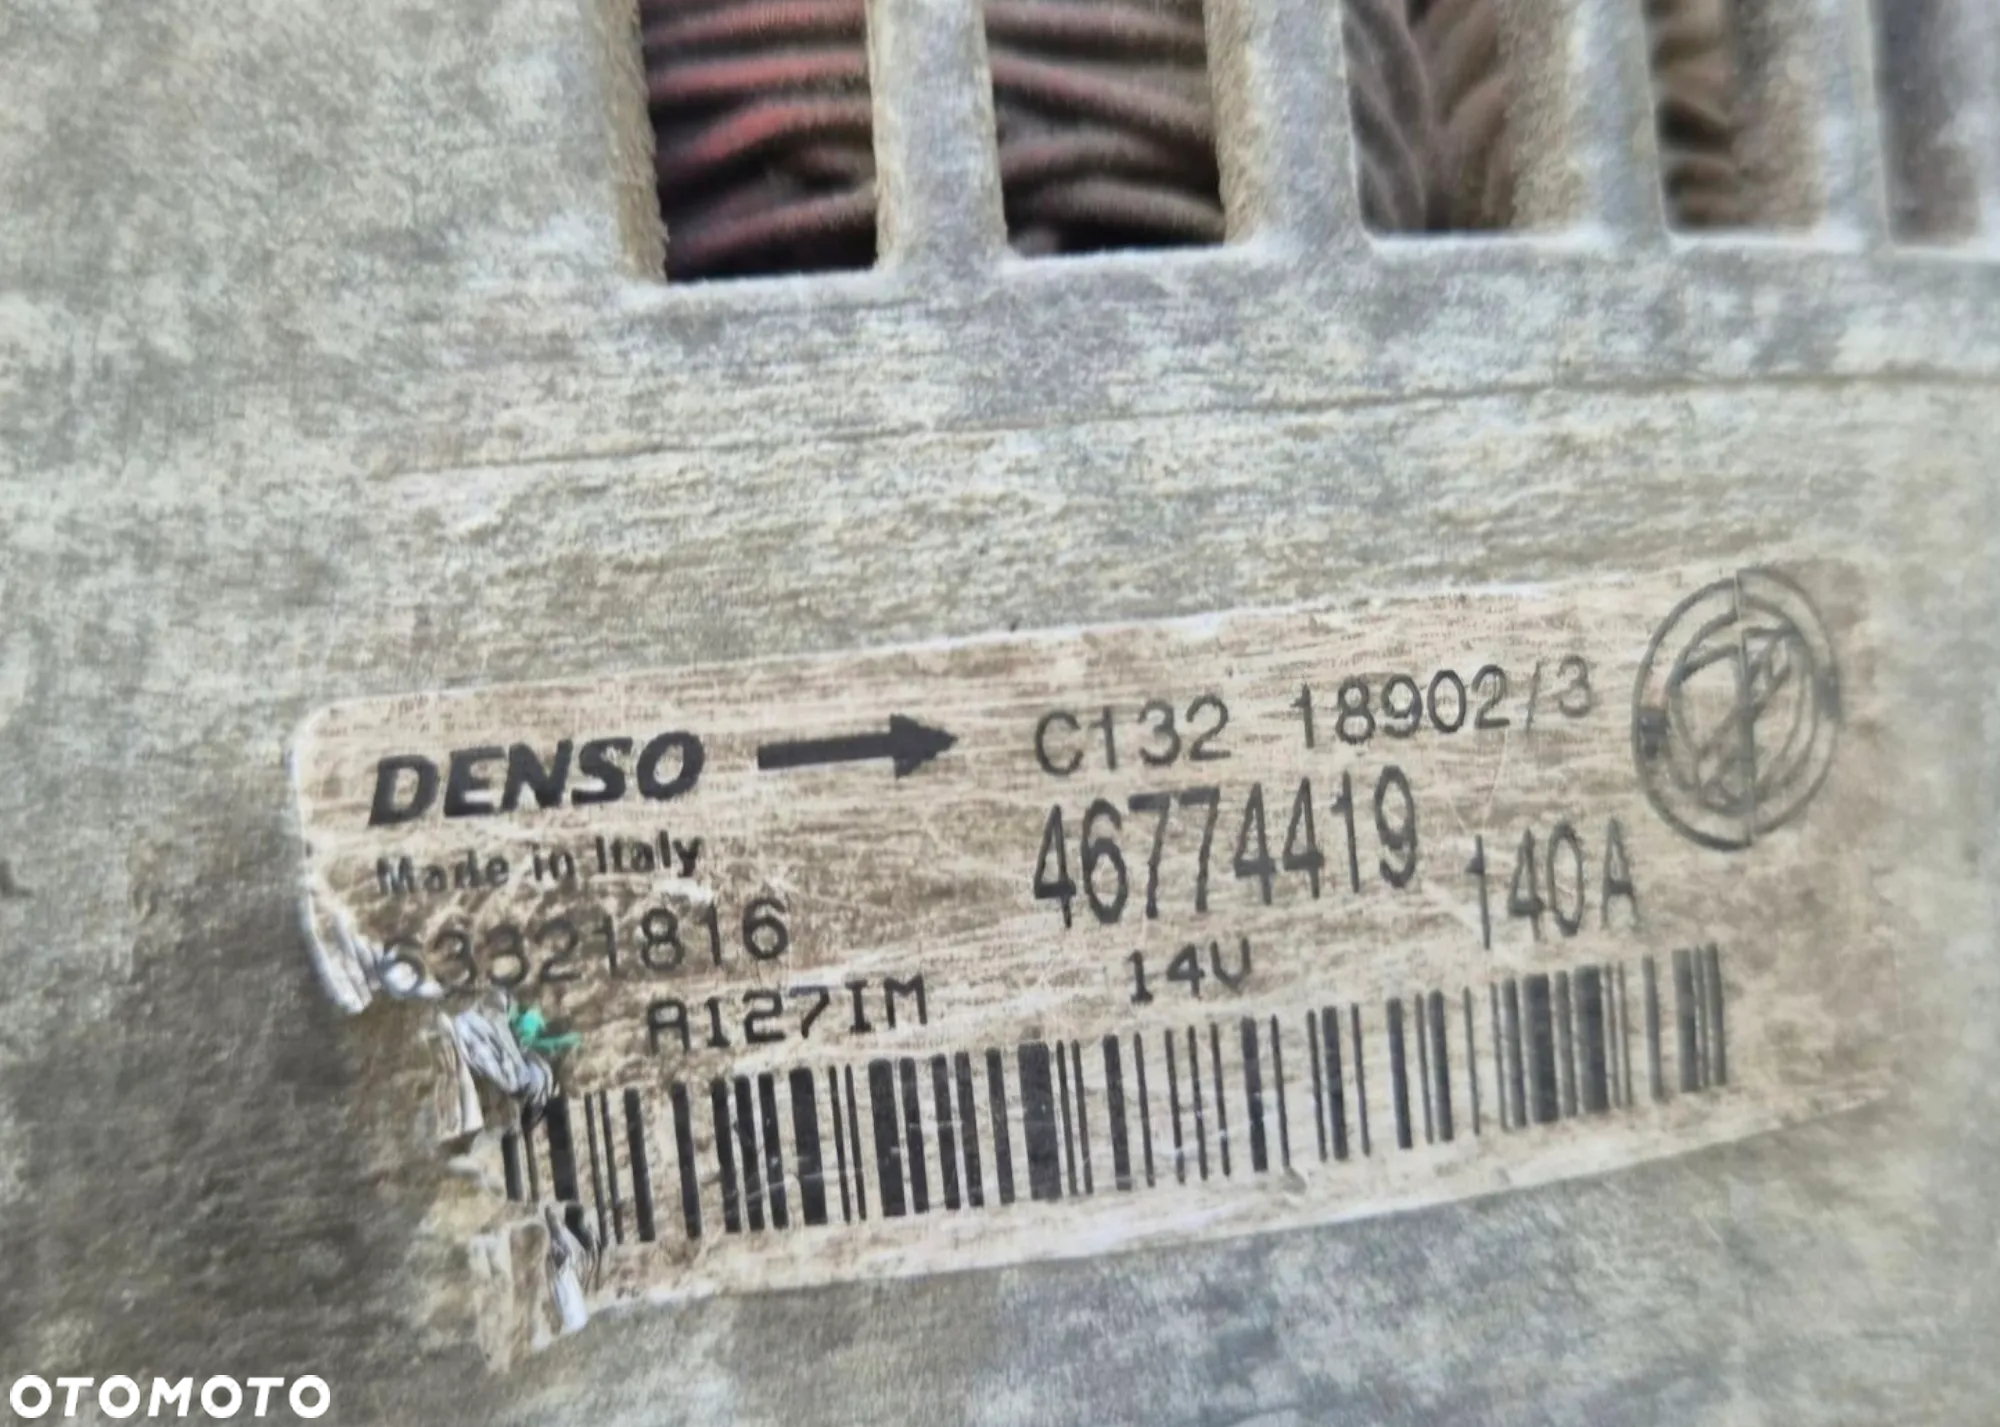 DENSO
C132 18902/3
Made in Italy
46774419
140A
63321816
A127IM
14V
OTOMOTO